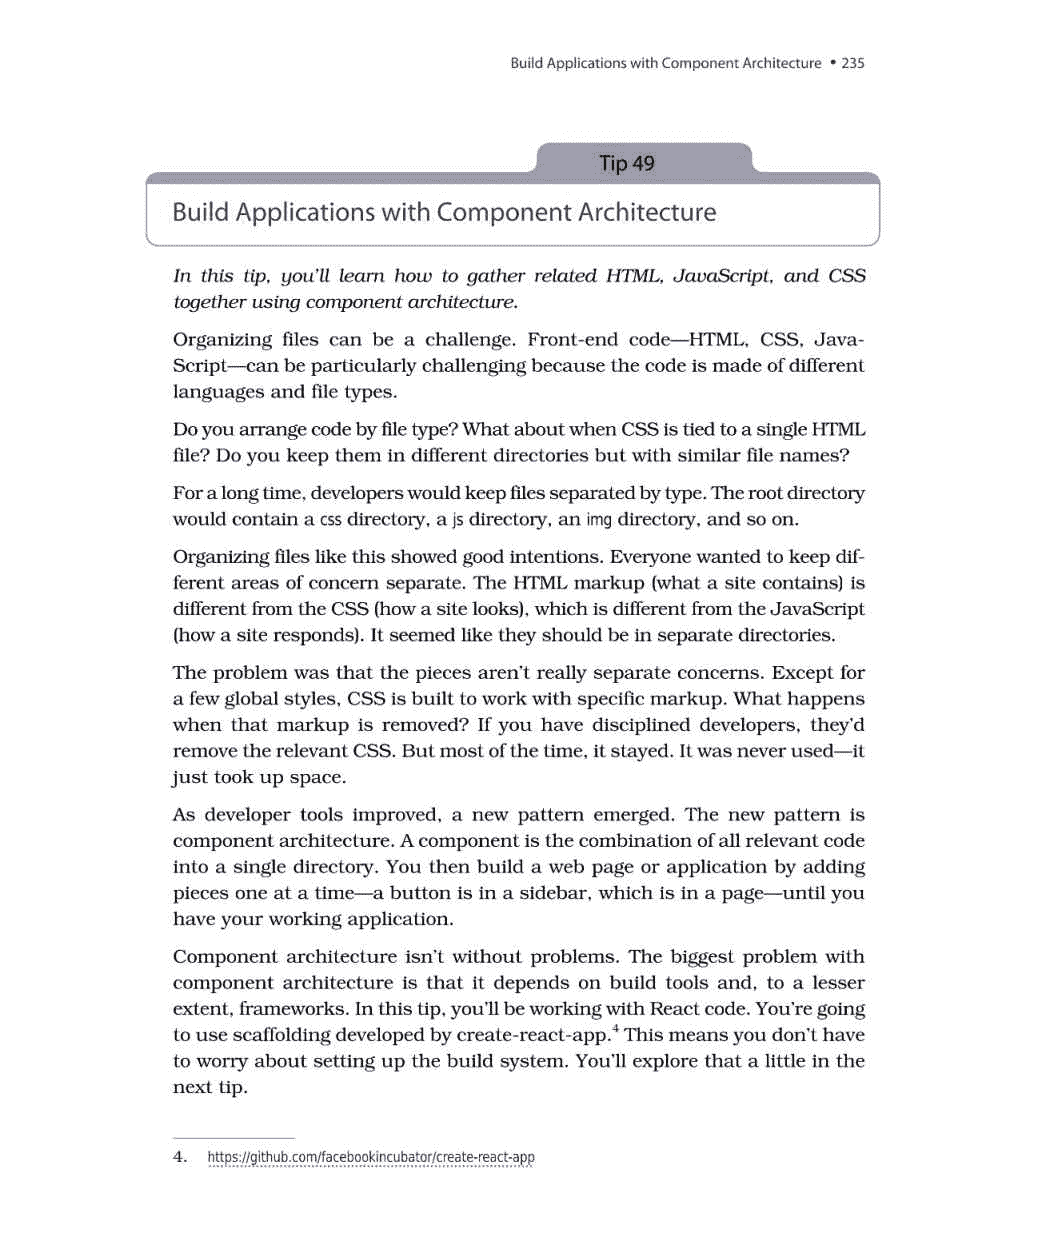 Build Applications with Component Architecture • 235
Tip 49
Build Applications with Component Architecture
In this tip, you'll learn how to gather related HTML, JavaScript, and CSS
together using component architecture.
Organizing files can be a challenge. Front-end code—HTML, CSS, Java-
Script—can be particularly challenging because the code is made of different
languages and file types.
Do you arrange code by file type? What about when CSS is tied to a single HTML
file? Do you keep them in different directories but with similar file names?
For a long time, developers would keep files separated by type. The root directory
would contain a css directory, a js directory, an img directory, and so on.
Organizing files like this showed good intentions. Everyone wanted to keep dif-
ferent areas of concern separate. The HTML markup (what a site contains) is
different from the CSS (how a site looks), which is different from the JavaScript
(how a site responds). It seemed like they should be in separate directories.
The problem was that the pieces aren't really separate concerns. Except for
a few global styles, CSS is built to work with specific markup. What happens
when that markup is removed? If you have disciplined developers, they'd
remove the relevant CSS. But most of the time, it stayed. It was never used—it
just took up space.
As developer tools improved, a new pattern emerged. The new pattern is
component architecture. A component is the combination of all relevant code
into a single directory. You then build a web page or application by adding
pieces one at a time—a button is in a sidebar, which is in a page—until you
have your working application.
Component architecture isn't without problems. The biggest problem with
component architecture is that it depends on build tools and, to a lesser
extent, frameworks. In this tip, you'll be working with React code. You're going
to use scaffolding developed by create-react-app.⁴ This means you don't have
to worry about setting up the build system. You'll explore that a little in the
next tip.
4. https://github.com/facebookincubator/create-react-app